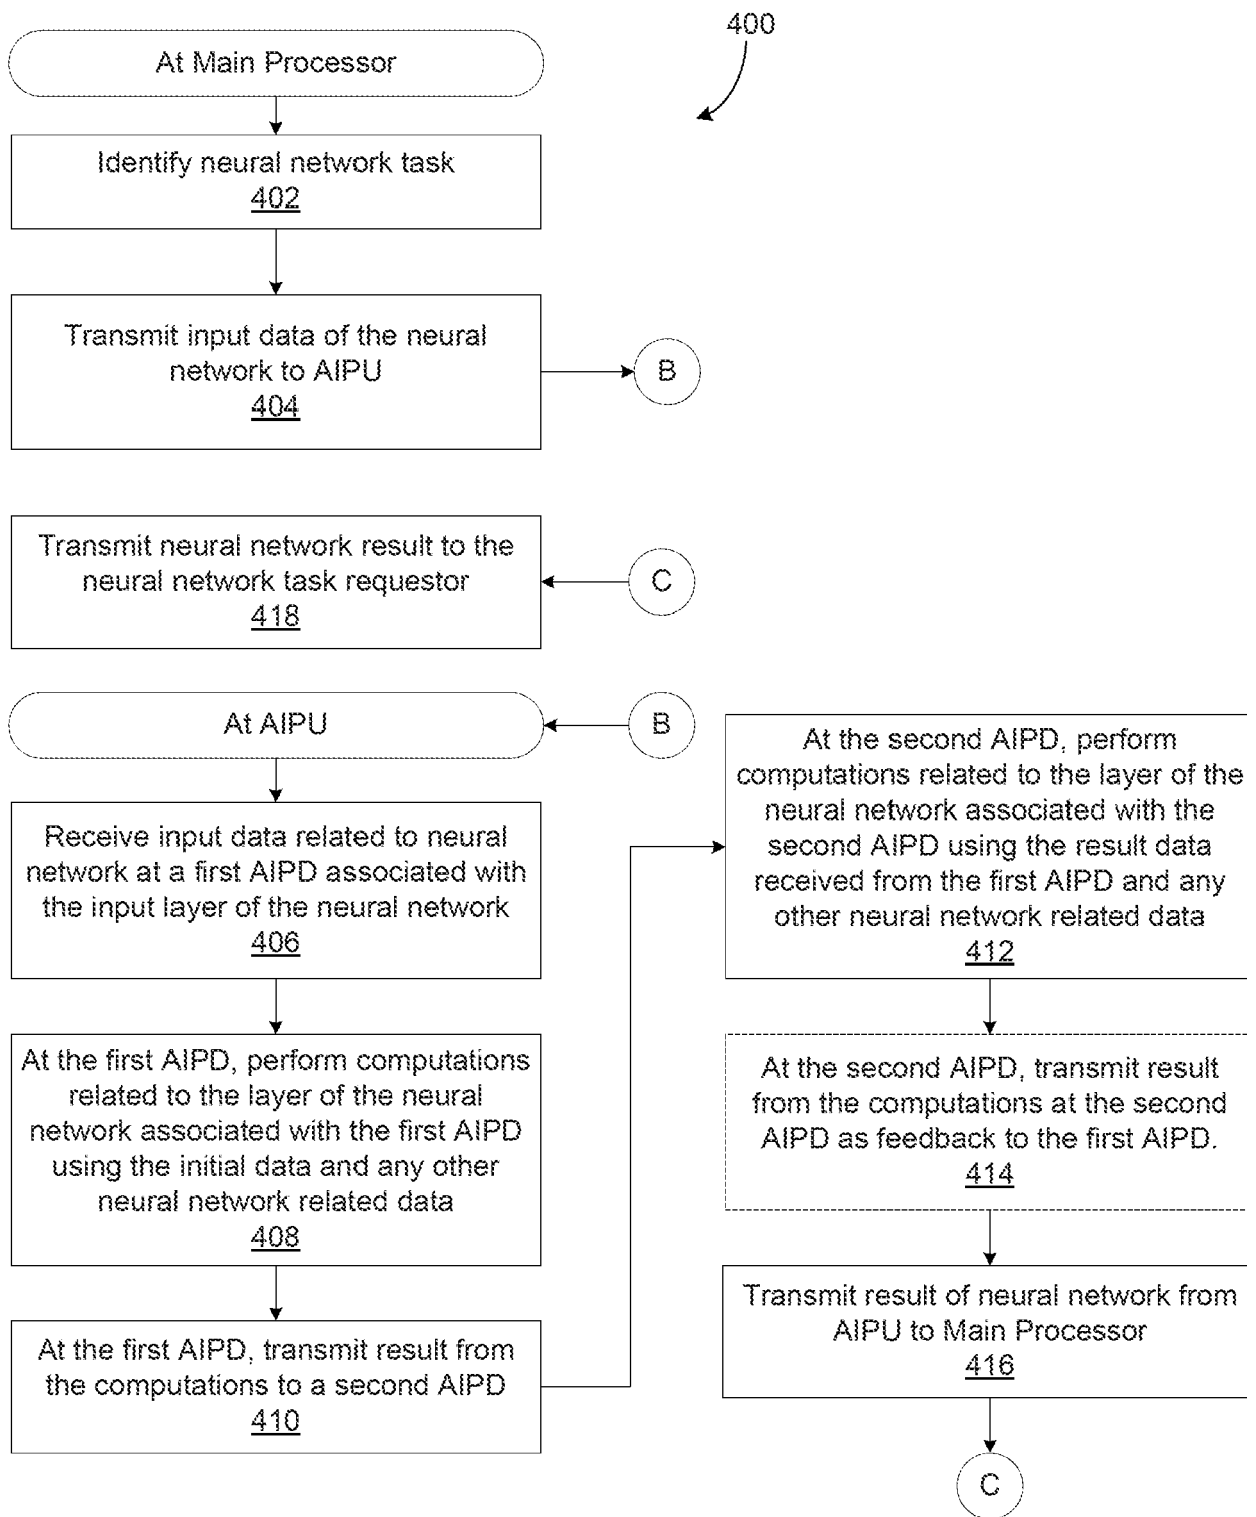 400
At Main Processor
Identify neural network task
402
Transmit input data of the neural
network to AIPU
404
B
Transmit neural network result to the
neural network task requestor
418
C
At AIPU
B
Receive input data related to neural
network at a first AIPD associated with
the input layer of the neural network
406
At the first AIPD, perform computations
related to the layer of the neural
network associated with the first AIPD
using the initial data and any other
neural network related data
408
At the first AIPD, transmit result from
the computations to a second AIPD
410
At the second AIPD, perform
computations related to the layer of the
neural network associated with the
second AIPD using the result data
received from the first AIPD and any
other neural network related data
412
At the second AIPD, transmit result
from the computations at the second
AIPD as feedback to the first AIPD.
414
Transmit result of neural network from
AIPU to Main Processor
416
C